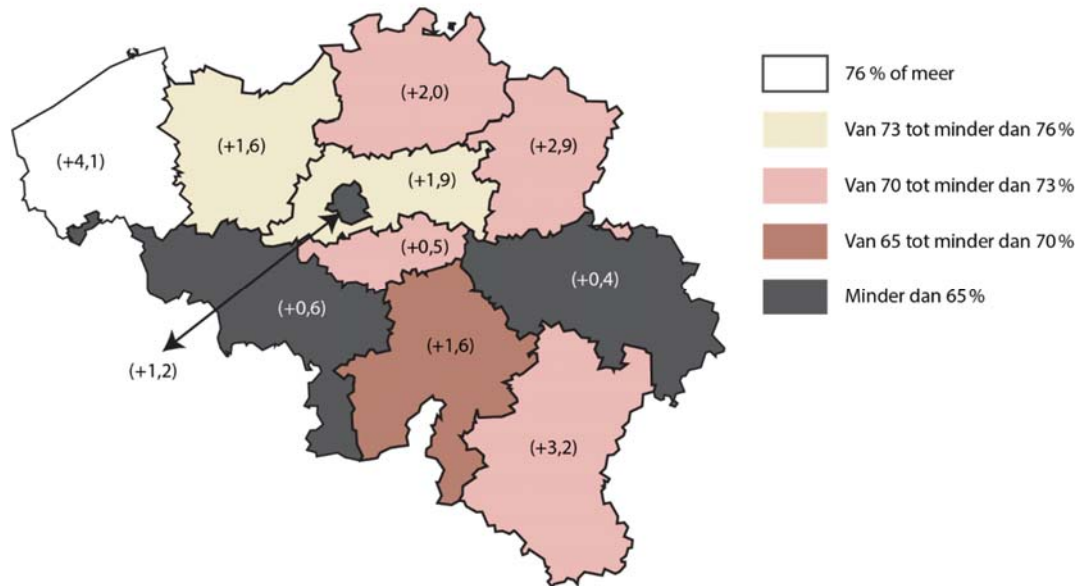 (+2,0)
(+4,1)
(+1,6)
(+2,9)
(+1,9)
(+0,5)
(+0,4)
(+0,6)
(+1,6)
(+1,2)
(+3,2)
76 % of meer
Van 73 tot minder dan 76 %
Van 70 tot minder dan 73 %
Van 65 tot minder dan 70 %
Minder dan 65 %